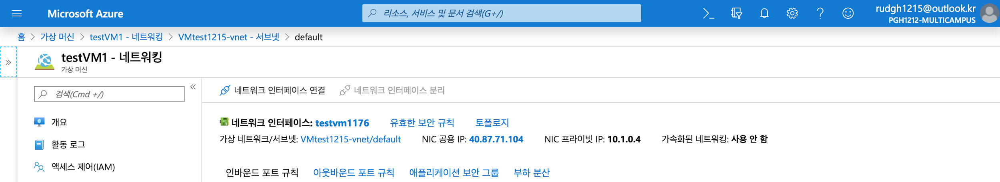 Microsoft Azure
리소스, 서비스 및 문서 검색(G+/)
rudgh1215@outlook.kr
PGH1212-MULTICAMPUS
홈 > 가상 머신 > testVM1 - 네트워킹 > VMtest1215-vnet - 서브넷 > default
testVM1 - 네트워킹
가상 머신
검색(Cmd +/)
개요
활동 로그
액세스 제어(IAM)
네트워크 인터페이스 연결 네트워크 인터페이스 분리
네트워크 인터페이스: testvm1176 유효한 보안 규칙 토폴로지
가상 네트워크/서브넷: VMtest1215-vnet/default NIC 공용 IP: 40.87.71.104 NIC 프라이빗 IP: 10.1.0.4 가속화된 네트워킹: 사용 안 함
인바운드 포트 규칙 아웃바운드 포트 규칙 애플리케이션 보안 그룹 부하 분산